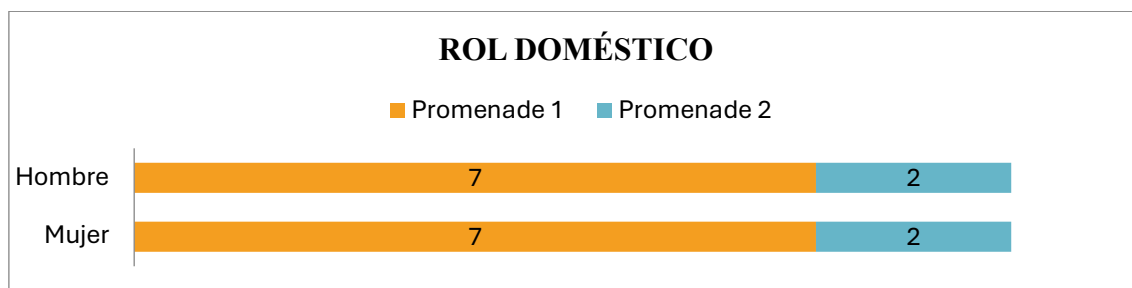 ROL DOMÉSTICO
Promenade 1 Promenade 2
Hombre 7 2
Mujer 7 2